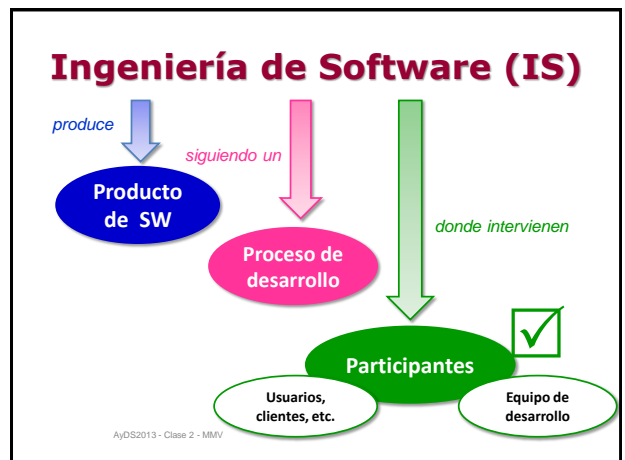 Ingeniería de Software (IS)
produce
siguiendo un
Producto
de SW
donde intervienen
Proceso de
desarrollo
Participantes
Usuarios,
clientes, etc.
Equipo de
desarrollo
AyDS2013 - Clase 2 - MMV